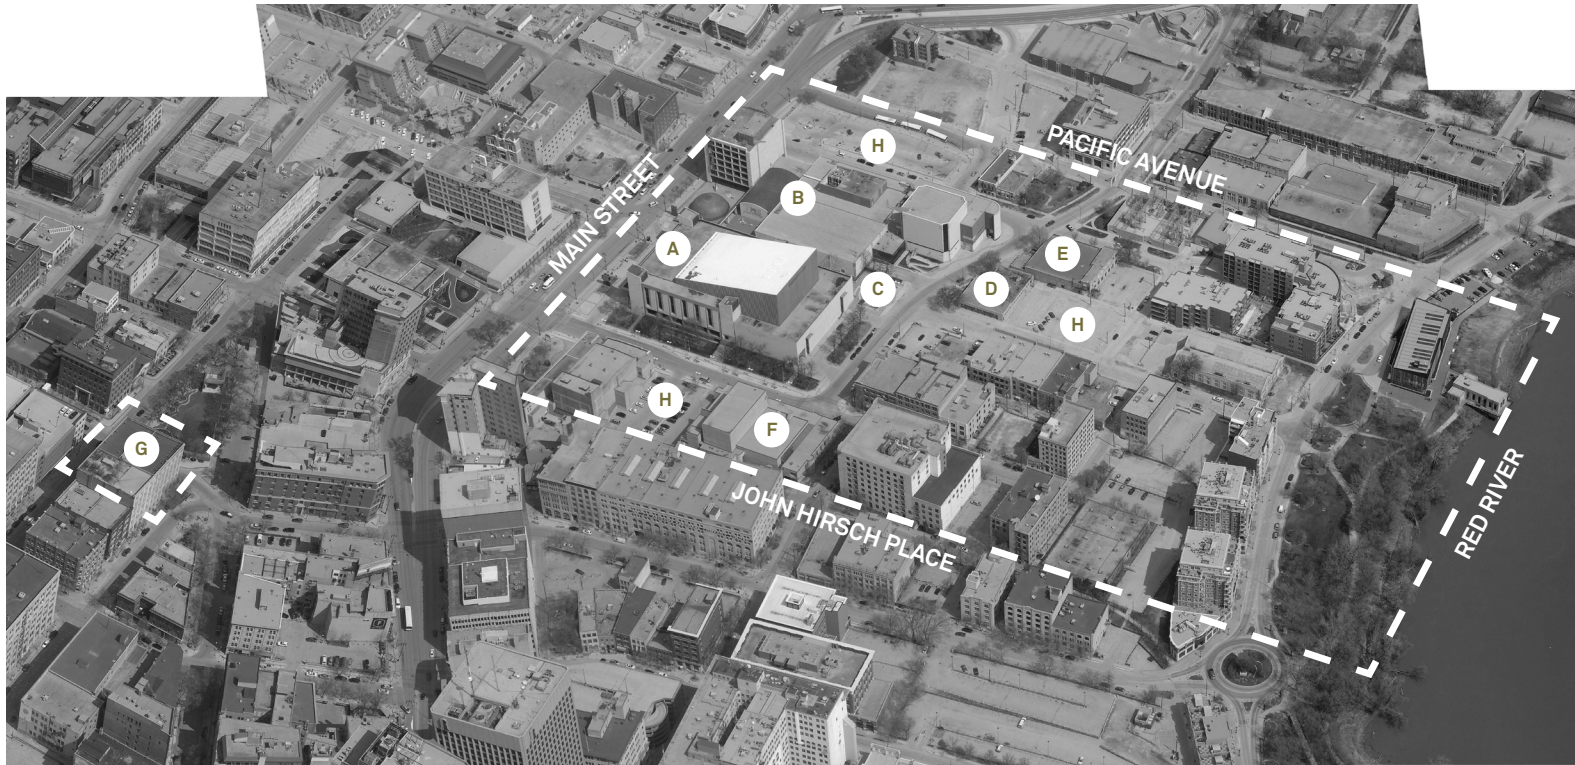 H
PACIFIC AVENUE
MAIN STREET
B
A
E
C
D
H
H
F
G
JOHN HIRSCH PLACE
RED RIVER